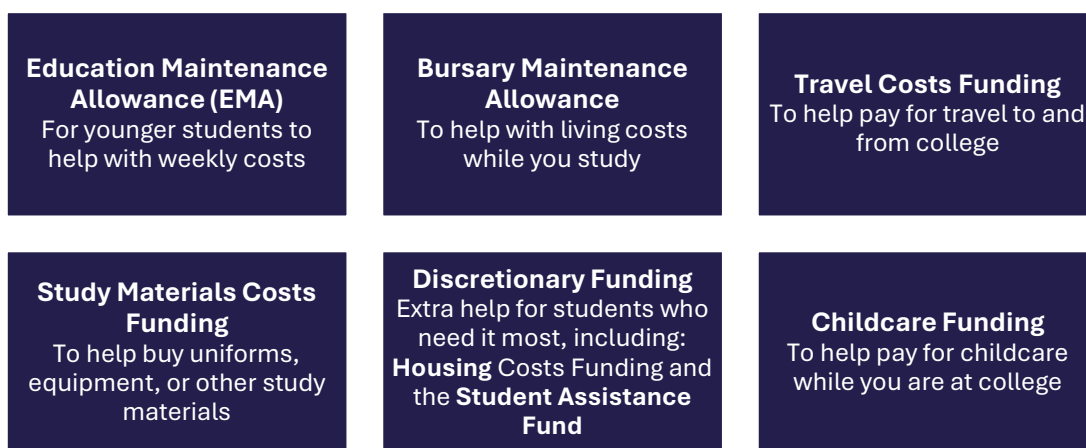 Education Maintenance
Allowance (EMA)
For younger students to
help with weekly costs
Bursary Maintenance
Allowance
To help with living costs
while you study
Travel Costs Funding
To help pay for travel to and
from college
Study Materials Costs
Funding
To help buy uniforms,
equipment, or other study
materials
Discretionary Funding
Extra help for students who
need it most, including:
Housing Costs Funding and
the Student Assistance
Fund
Childcare Funding
To help pay for childcare
while you are at college